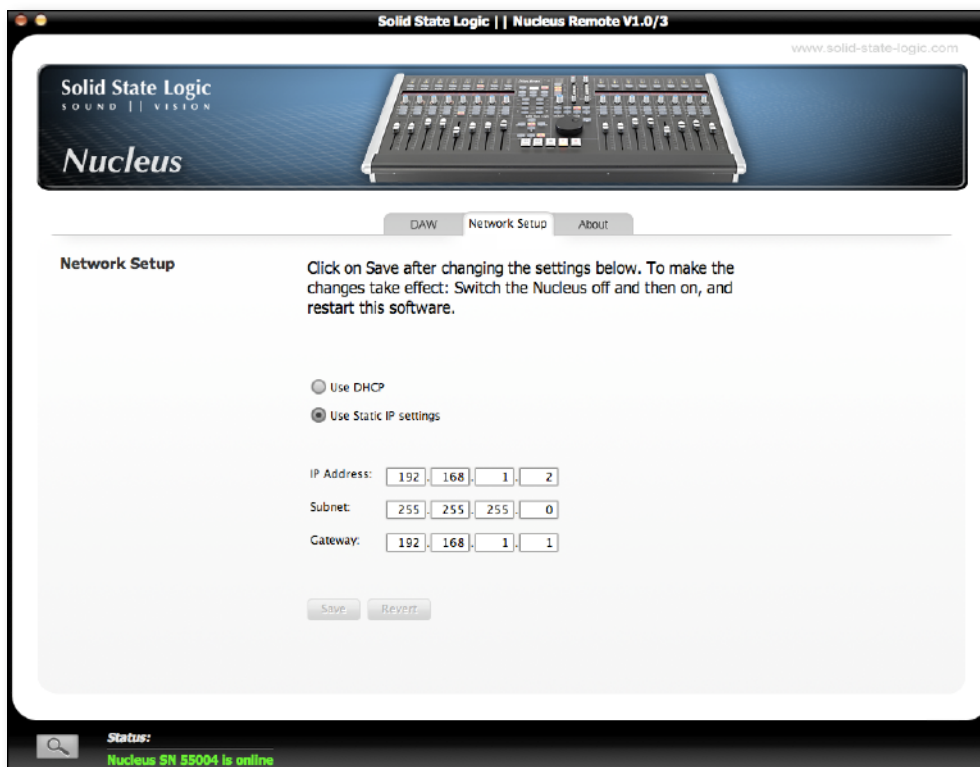 Solid State Logic || Nucleus Remote V1.0/3
www.solid-state-logic.com
Solid State Logic
SOUND || VISION
Nucleus
DAW Network Setup About
Network Setup
Click on Save after changing the settings below. To make the
changes take effect: Switch the Nucleus off and then on, and
restart this software.
Use DHCP
Use Static IP settings
IP Address: 192. 168. 1. 2
Subnet: 255. 255. 255. 0
Gateway: 192. 168. 1. 1
Save Revert
Status:
Nucleus SN 55004 is online